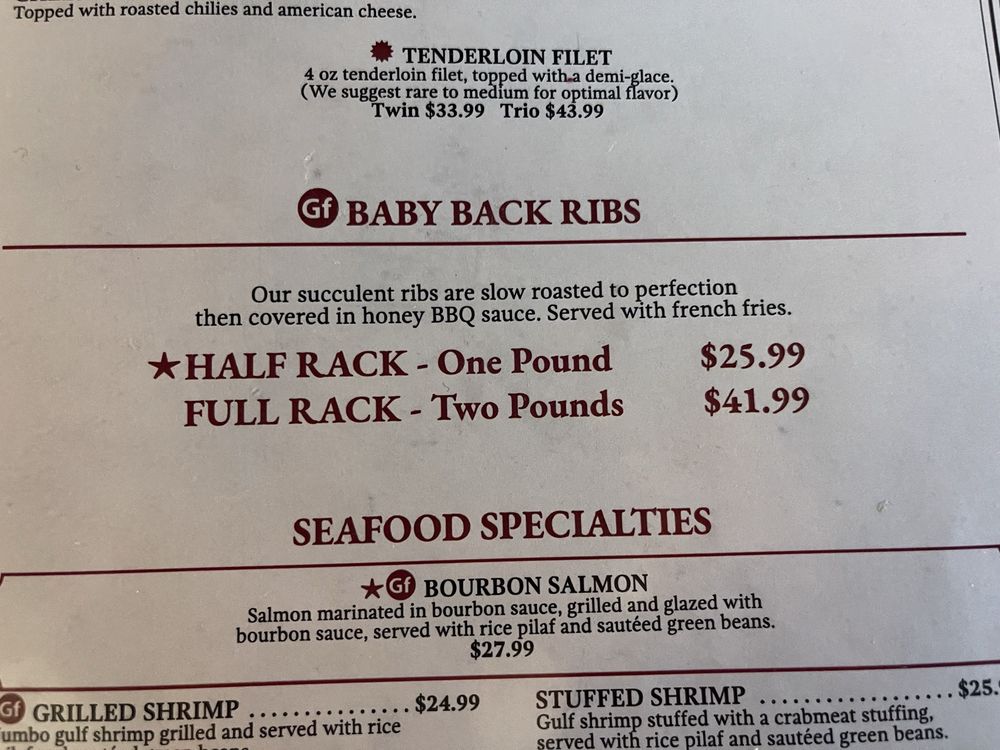 Topped with roasted chilies and american cheese.
TENDERLOIN FILET
4 oz tenderloin filet, topped with a demi-glace.
(We suggest rare to medium for optimal flavor)
Twin $33.99 Trio $43.99
Gf BABY BACK RIBS
Our succulent ribs are slow roasted to perfection
then covered in honey BBQ sauce. Served with french fries.
★HALF RACK - One Pound $25.99
FULL RACK - Two Pounds $41.99
SEAFOOD SPECIALTIES
★Gf BOURBON SALMON
Salmon marinated in bourbon sauce, grilled and glazed with
bourbon sauce, served with rice pilaf and sautéed green beans.
$27.99
Gf GRILLED SHRIMP ............... $24.99
umbo gulf shrimp grilled and served with rice
STUFFED SHRIMP .................. $25.
Gulf shrimp stuffed with a crabmeat stuffing,
served with rice pilaf and sautéed green beans.